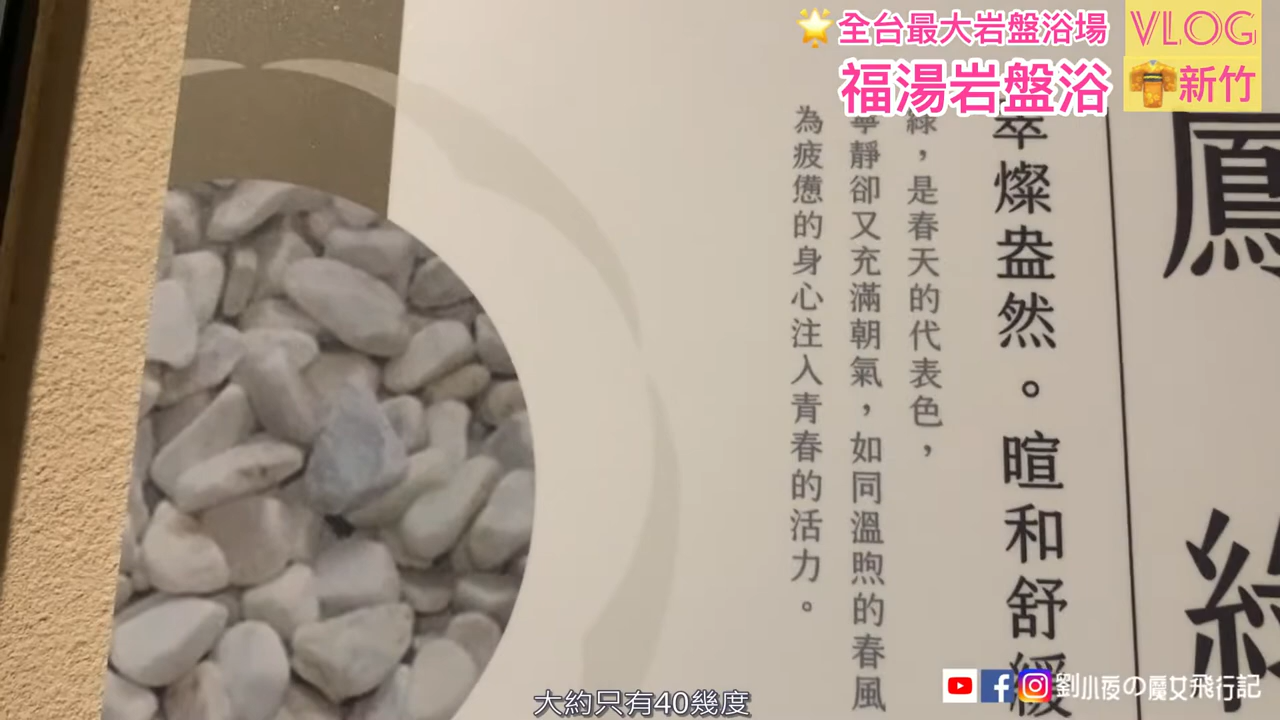 全台最大岩盤浴場
VLOG
福湯岩盤浴
新竹
翠燦盎然。暄和舒緩
綠，是春天的代表色，
寧靜卻又充滿朝氣，如同溫煦的春風
為疲憊的身心注入青春的活力。
劉小夜の魔女飛行記
大約只有40幾度